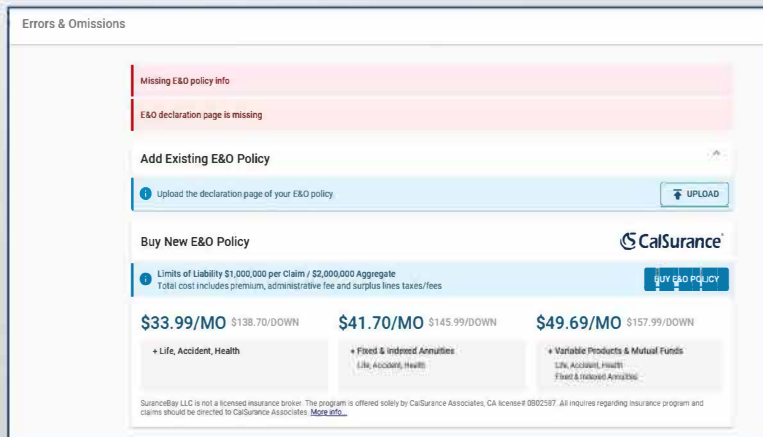 Errors & Omissions
Missing E&O policy info
E&O declaration page is missing
Add Existing E&O Policy
Upload the declaration page of your E&O policy
UPLOAD
Buy New E&O Policy
CalSurance
Limits of Liability $1,000,000 per Claim / $2,000,000 Aggregate
Total cost includes premium, administrative fee and surplus lines taxes/fees
BUY E&O POLICY
$33.99/MO $138.70/DOWN
+ Life, Accident, Health
$41.70/MO $145.99/DOWN
+ Fixed & Indexed Annuities
Life, Accident, Health
$49.69/MO $157.99/DOWN
+ Variable Products & Mutual Funds
Life, Accident, Health
Fixed & Indexed Annuities
SuranceBay LLC is not a licensed insurance broker. The program is offered solely by CalSurance Associates, CA license# 0B02587. All inquires regarding insurance program and
claims should be directed to CalSurance Associates. More info...